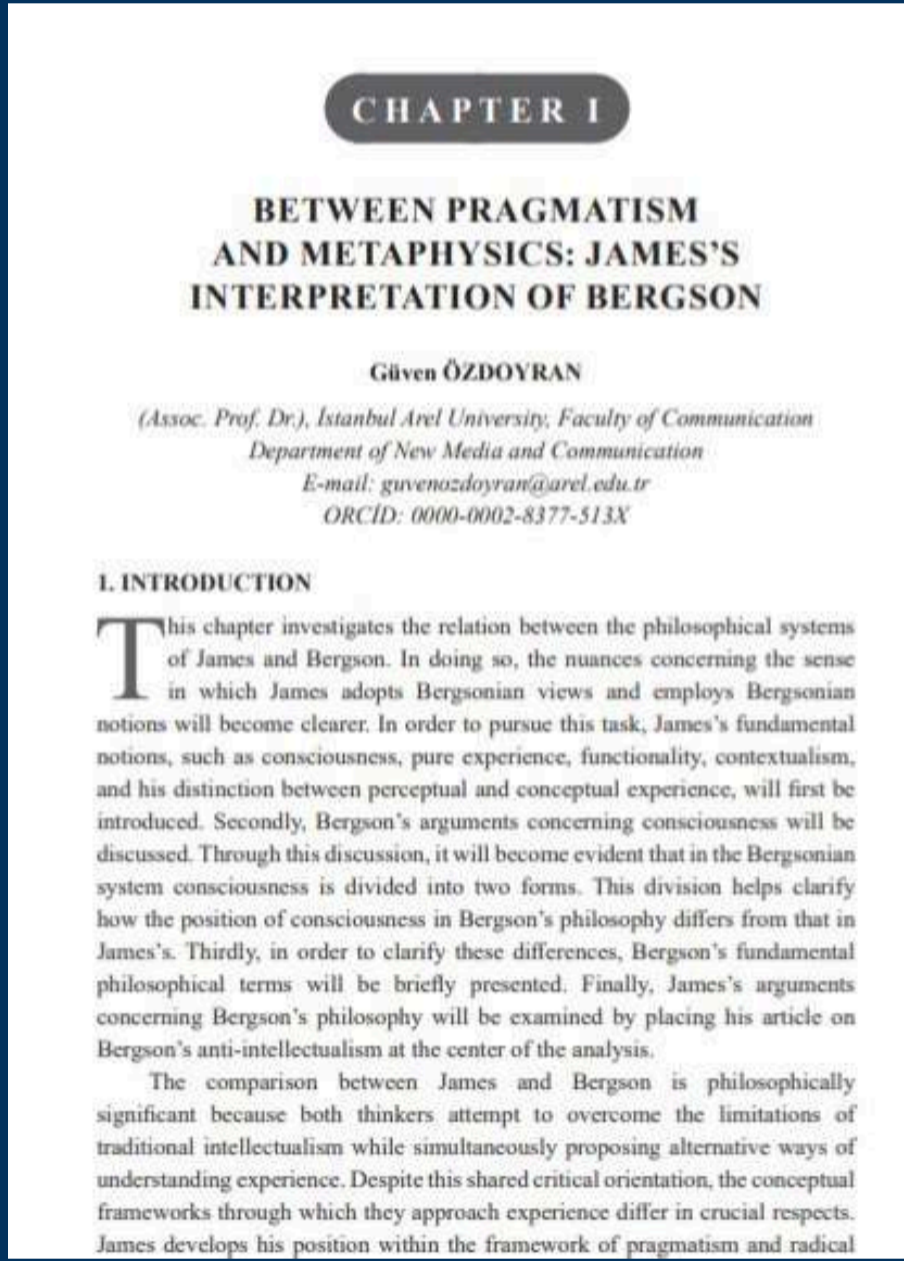 CHAPTER I
BETWEEN PRAGMATISM
AND METAPHYSICS: JAMES’S
INTERPRETATION OF BERGSON
Güven ÖZDOYRAN
(Assoc. Prof. Dr.), İstanbul Arel University, Faculty of Communication
Department of New Media and Communication
E-mail: guvenozdoyran@arel.edu.tr
ORCİD: 0000-0002-8377-513X
1. INTRODUCTION
This chapter investigates the relation between the philosophical systems
of James and Bergson. In doing so, the nuances concerning the sense
in which James adopts Bergsonian views and employs Bergsonian
notions will become clearer. In order to pursue this task, James’s fundamental
notions, such as consciousness, pure experience, functionality, contextualism,
and his distinction between perceptual and conceptual experience, will first be
introduced. Secondly, Bergson’s arguments concerning consciousness will be
discussed. Through this discussion, it will become evident that in the Bergsonian
system consciousness is divided into two forms. This division helps clarify
how the position of consciousness in Bergson’s philosophy differs from that in
James’s. Thirdly, in order to clarify these differences, Bergson’s fundamental
philosophical terms will be briefly presented. Finally, James’s arguments
concerning Bergson’s philosophy will be examined by placing his article on
Bergson’s anti-intellectualism at the center of the analysis.
The comparison between James and Bergson is philosophically
significant because both thinkers attempt to overcome the limitations of
traditional intellectualism while simultaneously proposing alternative ways of
understanding experience. Despite this shared critical orientation, the conceptual
frameworks through which they approach experience differ in crucial respects.
James develops his position within the framework of pragmatism and radical